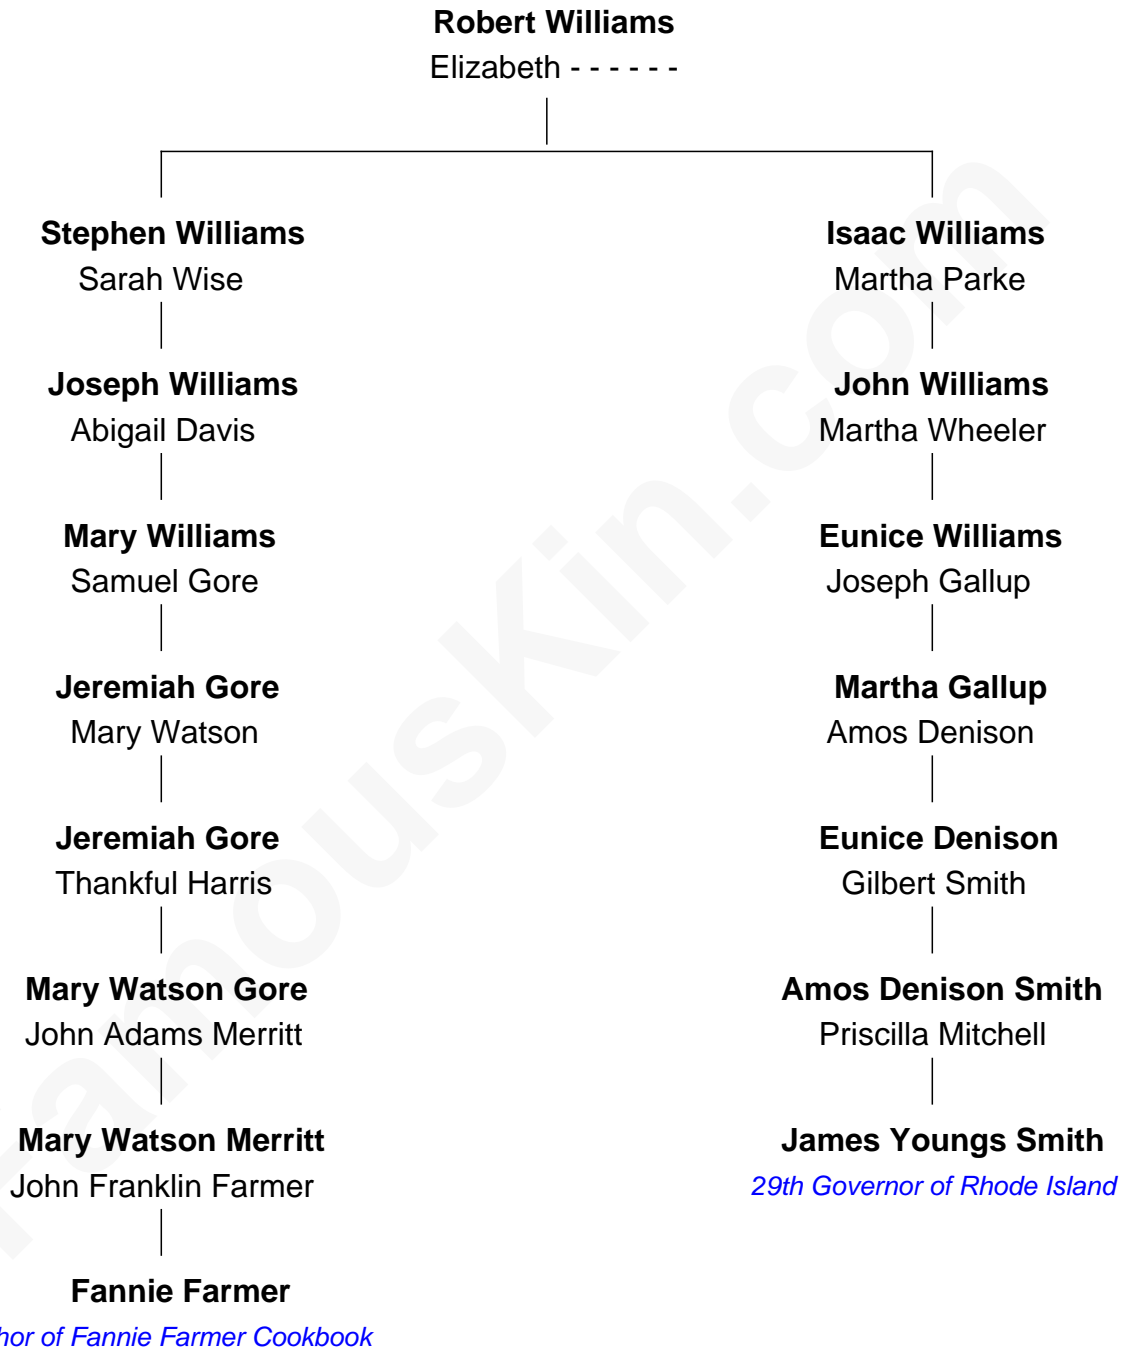 Robert Williams
Elizabeth - - - - - -
Stephen Williams
Sarah Wise
Joseph Williams
Abigail Davis
Mary Williams
Samuel Gore
Jeremiah Gore
Mary Watson
Jeremiah Gore
Thankful Harris
Mary Watson Gore
John Adams Merritt
Mary Watson Merritt
John Franklin Farmer
Fannie Farmer
hor of Fannie Farmer Cookbook
Isaac Williams
Martha Parke
John Williams
Martha Wheeler
Eunice Williams
Joseph Gallup
Martha Gallup
Amos Denison
Eunice Denison
Gilbert Smith
Amos Denison Smith
Priscilla Mitchell
James Youngs Smith
29th Governor of Rhode Island
FamousKin.com